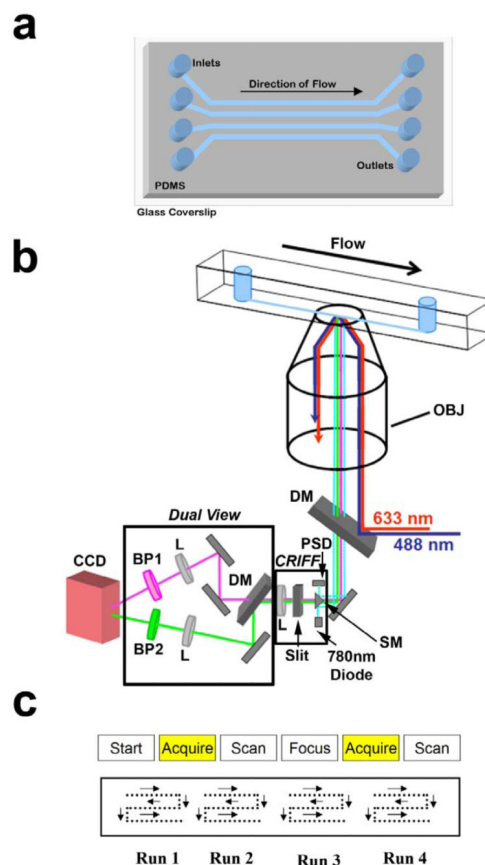 a
Inlets
Direction of Flow
Outlets
PDMS
Glass Coverslip
b
Flow
OBJ
DM
633 nm
488 nm
Dual View
CCD
BP1
L
DM
CRIFF
PSD
BP2
L
L
Slit
780nm
Diode
SM
c
Start Acquire Scan Focus Acquire Scan
Run 1 Run 2 Run 3 Run 4